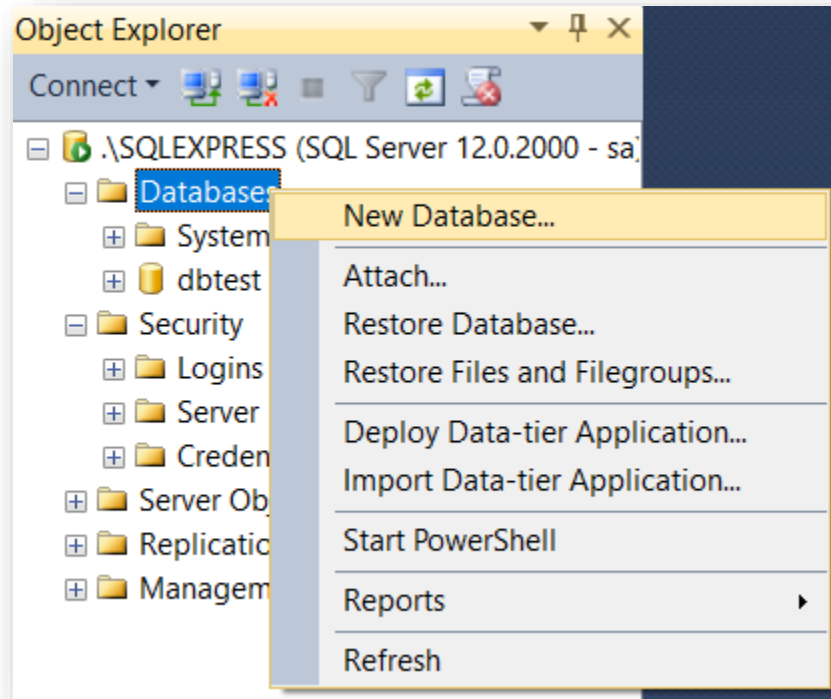 Object Explorer
Connect
.\SQLEXPRESS (SQL Server 12.0.2000 - sa)
Databases
System
dbtest
Security
Logins
Server
Creden
Server Ob
Replicatio
Managem
New Database...
Attach...
Restore Database...
Restore Files and Filegroups...
Deploy Data-tier Application...
Import Data-tier Application...
Start PowerShell
Reports
Refresh